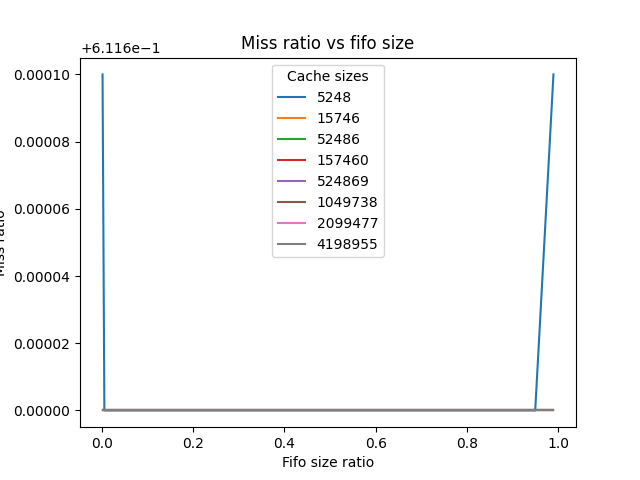 Miss ratio vs fifo size
+6.116e−1
0.00010
0.00008
0.00006
0.00004
0.00002
0.00000
Miss ratio
Cache sizes
5248
15746
52486
157460
524869
1049738
2099477
4198955
0.0 0.2 0.4 0.6 0.8 1.0
Fifo size ratio